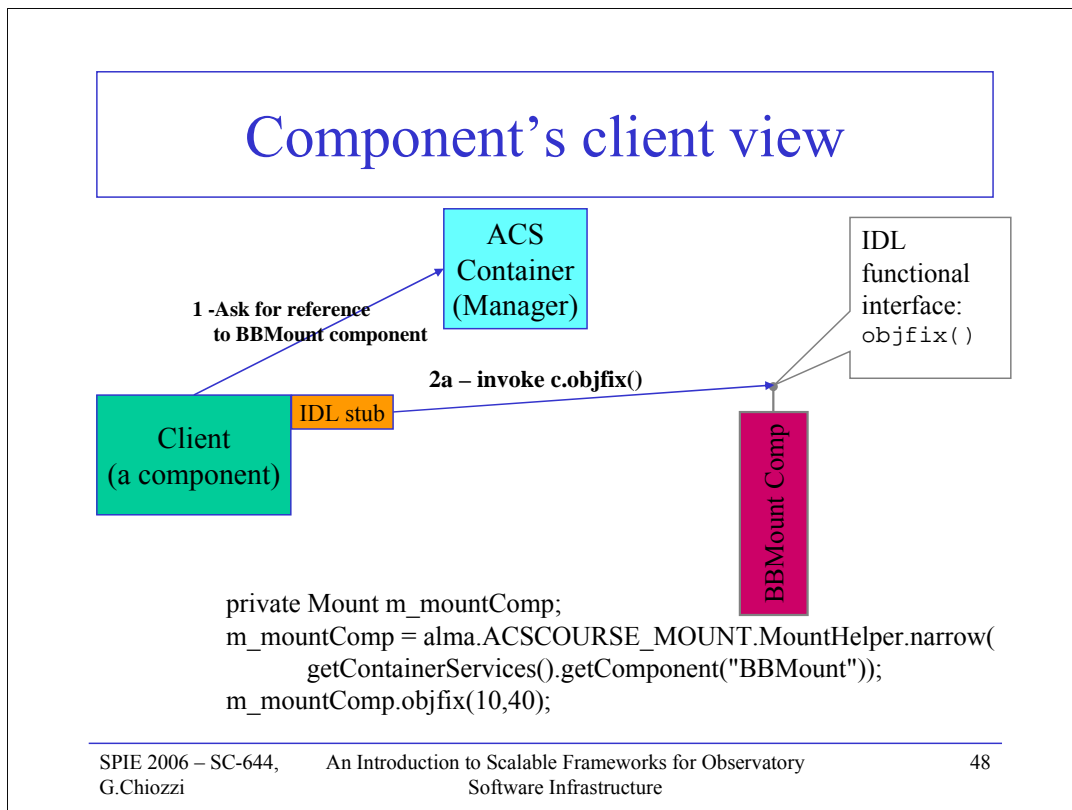 Component's client view
ACS
Container
(Manager)
IDL
functional
interface:
objfix()
1 -Ask for reference
to BBMount component
2a – invoke c.objfix()
IDL stub
Client
(a component)
BBMount Comp
private Mount m_mountComp;
m_mountComp = alma.ACSCOURSE_MOUNT.MountHelper.narrow(
getContainerServices().getComponent("BBMount"));
m_mountComp.objfix(10,40);
SPIE 2006 – SC-644,
G.Chiozzi
An Introduction to Scalable Frameworks for Observatory
Software Infrastructure
48